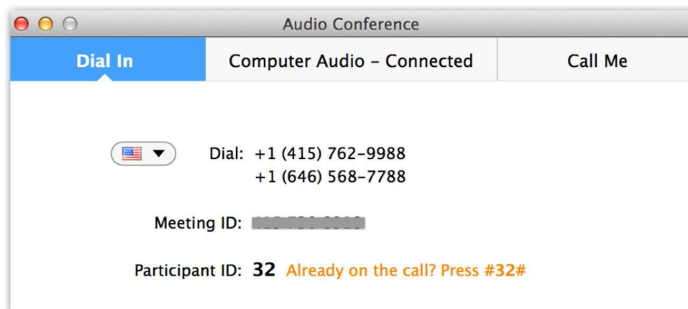 Audio Conference
Dial In
Computer Audio – Connected
Call Me
Dial: +1 (415) 762-9988
+1 (646) 568-7788
Meeting ID:
Participant ID: 32 Already on the call? Press #32#